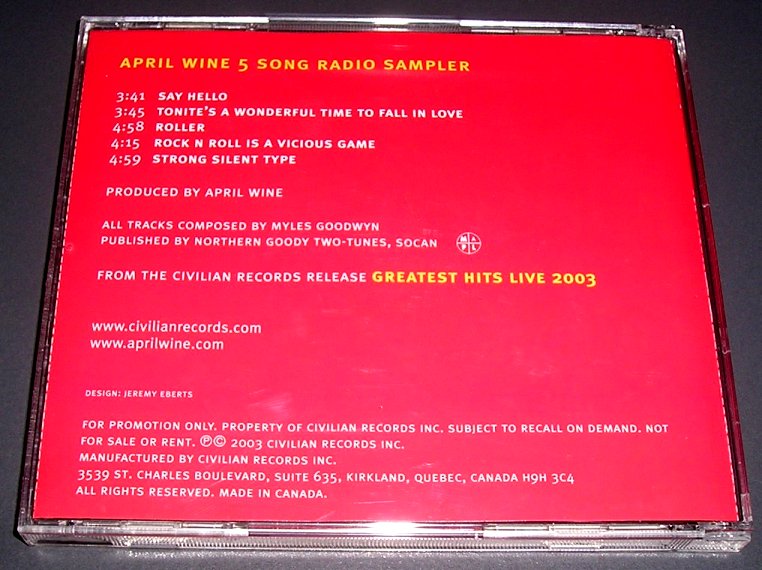 APRIL WINE 5 SONG RADIO SAMPLER
3:41 SAY HELLO
3:45 TONITE'S A WONDERFUL TIME TO FALL IN LOVE
4:58 ROLLER
4:15 ROCK N ROLL IS A VICIOUS GAME
4:59 STRONG SILENT TYPE
PRODUCED BY APRIL WINE
ALL TRACKS COMPOSED BY MYLES GOODWYN
PUBLISHED BY NORTHERN GOODY TWO-TUNES, SOCAN M A P L
FROM THE CIVILIAN RECORDS RELEASE GREATEST HITS LIVE 2003
www.civilianrecords.com
www.aprilwine.com
DESIGN: JEREMY EBERTS
FOR PROMOTION ONLY. PROPERTY OF CIVILIAN RECORDS INC. SUBJECT TO RECALL ON DEMAND. NOT
FOR SALE OR RENT. ℗© 2003 CIVILIAN RECORDS INC.
MANUFACTURED BY CIVILIAN RECORDS INC.
3539 ST. CHARLES BOULEVARD, SUITE 635, KIRKLAND, QUEBEC, CANADA H9H 3C4
ALL RIGHTS RESERVED. MADE IN CANADA.